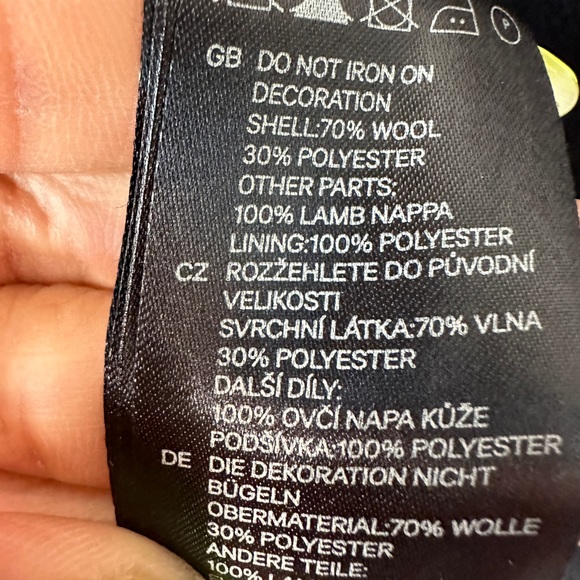 P
GB DO NOT IRON ON
DECORATION
SHELL:70% WOOL
30% POLYESTER
OTHER PARTS:
100% LAMB NAPPA
LINING:100% POLYESTER
CZ ROZŽEHLETE DO PŮVODNÍ
VELIKOSTI
SVRCHNÍ LÁTKA:70% VLNA
30% POLYESTER
DALŠÍ DÍLY:
100% OVČÍ NAPA KŮŽE
PODŠÍVKA:100% POLYESTER
DE DIE DEKORATION NICHT
BÜGELN
OBERMATERIAL:70% WOLLE
30% POLYESTER
ANDERE TEILE:
100%